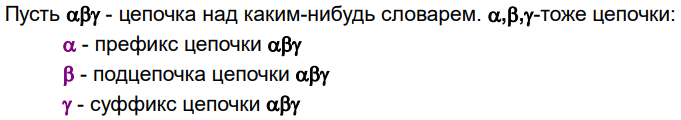 Пусть αβγ - цепочка над каким-нибудь словарем. α,β,γ-тоже цепочки:
α - префикс цепочки αβγ
β - подцепочка цепочки αβγ
γ - суффикс цепочки αβγ